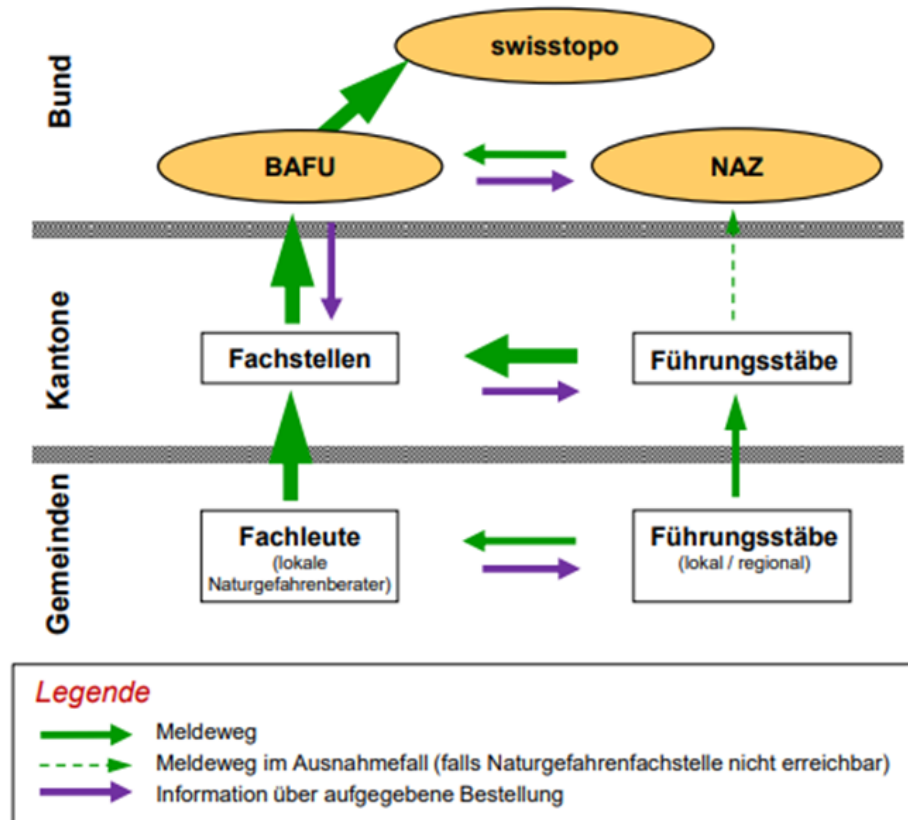 Bund
swisstopo
BAFU
NAZ
Kantone
Fachstellen
Führungsstäbe
Gemeinden
Fachleute
(lokale
Naturgefahrenberater)
Führungsstäbe
(lokal / regional)
Legende
Meldeweg
Meldeweg im Ausnahmefall (falls Naturgefahrenfachstelle nicht erreichbar)
Information über aufgegebene Bestellung